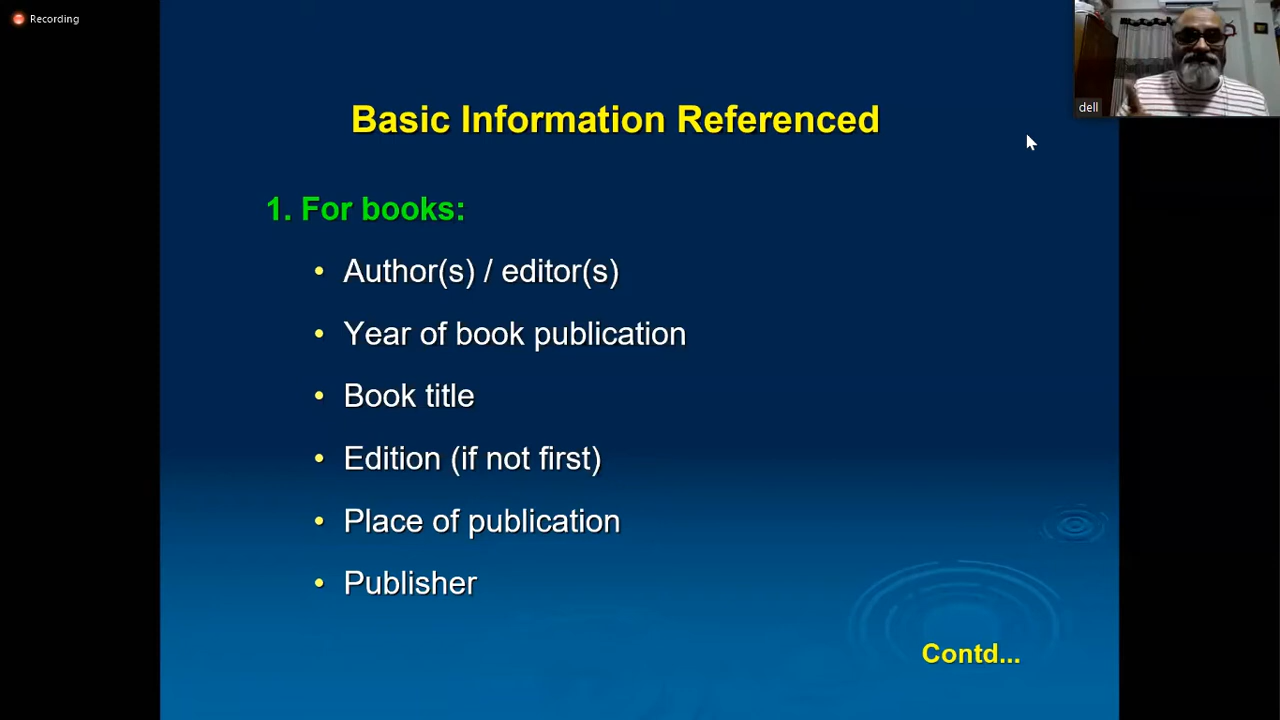 Recording
dell
Basic Information Referenced
1. For books:
• Author(s) / editor(s)
• Year of book publication
• Book title
• Edition (if not first)
• Place of publication
• Publisher
Contd...